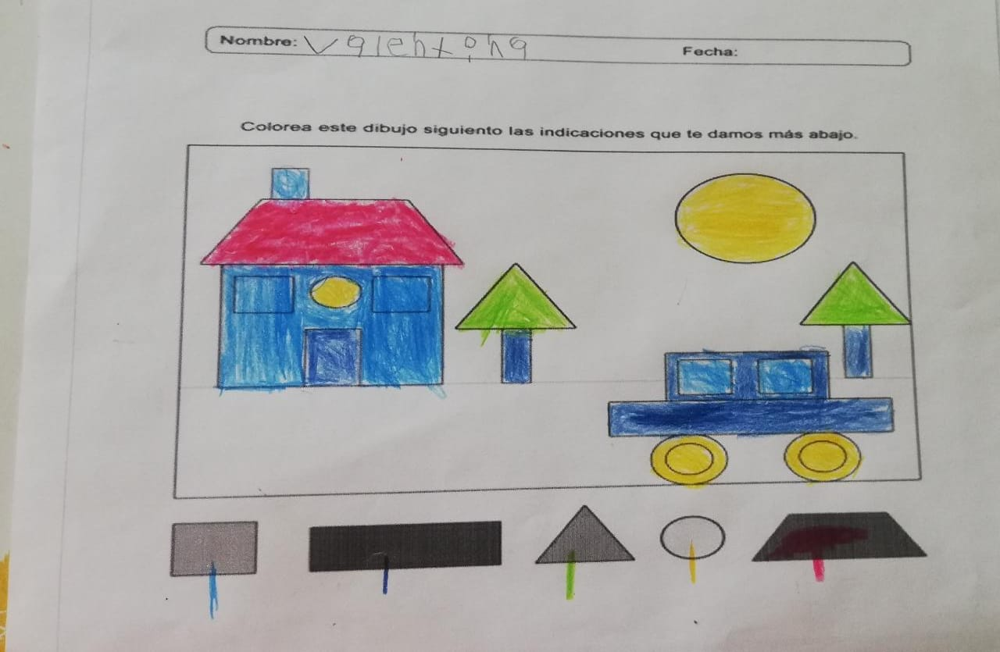 Nombre: Valentina
Fecha:
Colorea este dibujo siguiento las indicaciones que te damos más abajo.